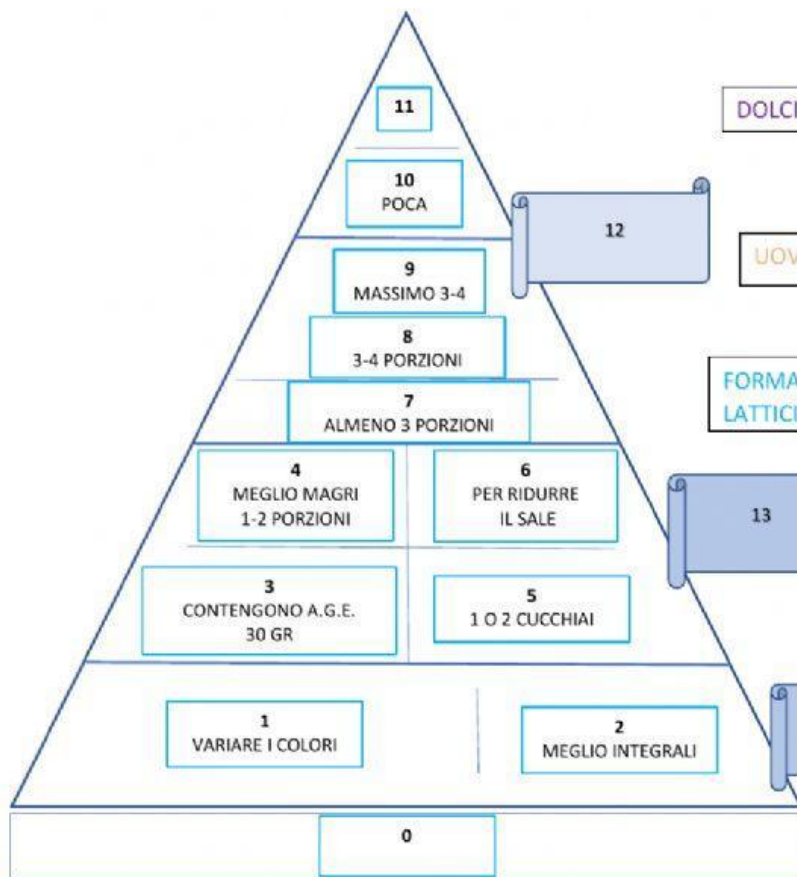 11
DOLCI
10
POCA
12
9
MASSIMO 3-4
UOV
8
3-4 PORZIONI
FORMA
LATTICI
7
ALMENO 3 PORZIONI
4
MEGLIO MAGRI
1-2 PORZIONI
6
PER RIDURRE
IL SALE
13
3
CONTENGONO A.G.E.
30 GR
5
1 O 2 CUCCHIAI
1
VARIARE I COLORI
2
MEGLIO INTEGRALI
0